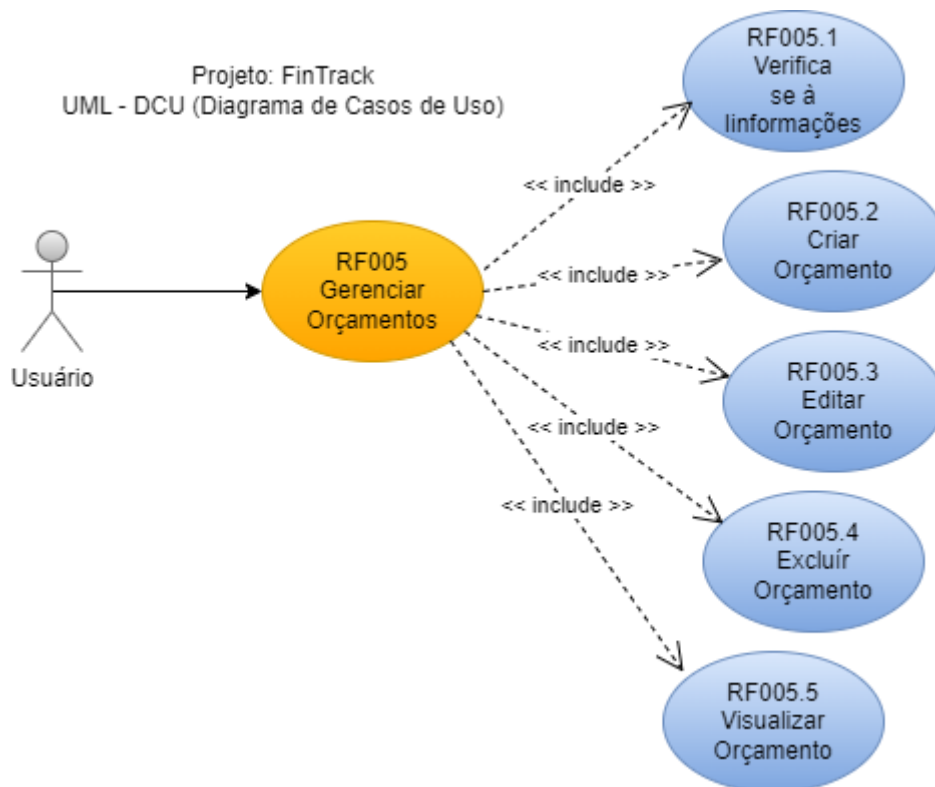 Projeto: FinTrack
UML - DCU (Diagrama de Casos de Uso)
RF005.1
Verifica
se à
Iinformações
<< include >>
RF005.2
Criar
Orçamento
<< include >>
Usuário
RF005
Gerenciar
Orçamentos
<< include >>
RF005.3
Editar
Orçamento
<< include >>
RF005.4
Excluír
Orçamento
<< include >>
RF005.5
Visualizar
Orçamento